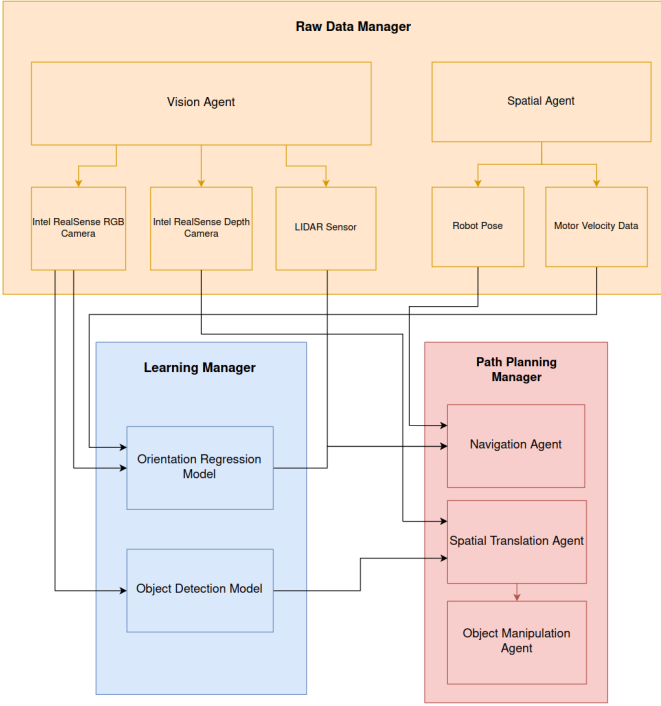 Raw Data Manager
Vision Agent
Spatial Agent
Intel RealSense RGB
Camera
Intel RealSense Depth
Camera
LIDAR Sensor
Robot Pose
Motor Velocity Data
Learning Manager
Path Planning
Manager
Orientation Regression
Model
Navigation Agent
Spatial Translation Agent
Object Detection Model
Object Manipulation
Agent